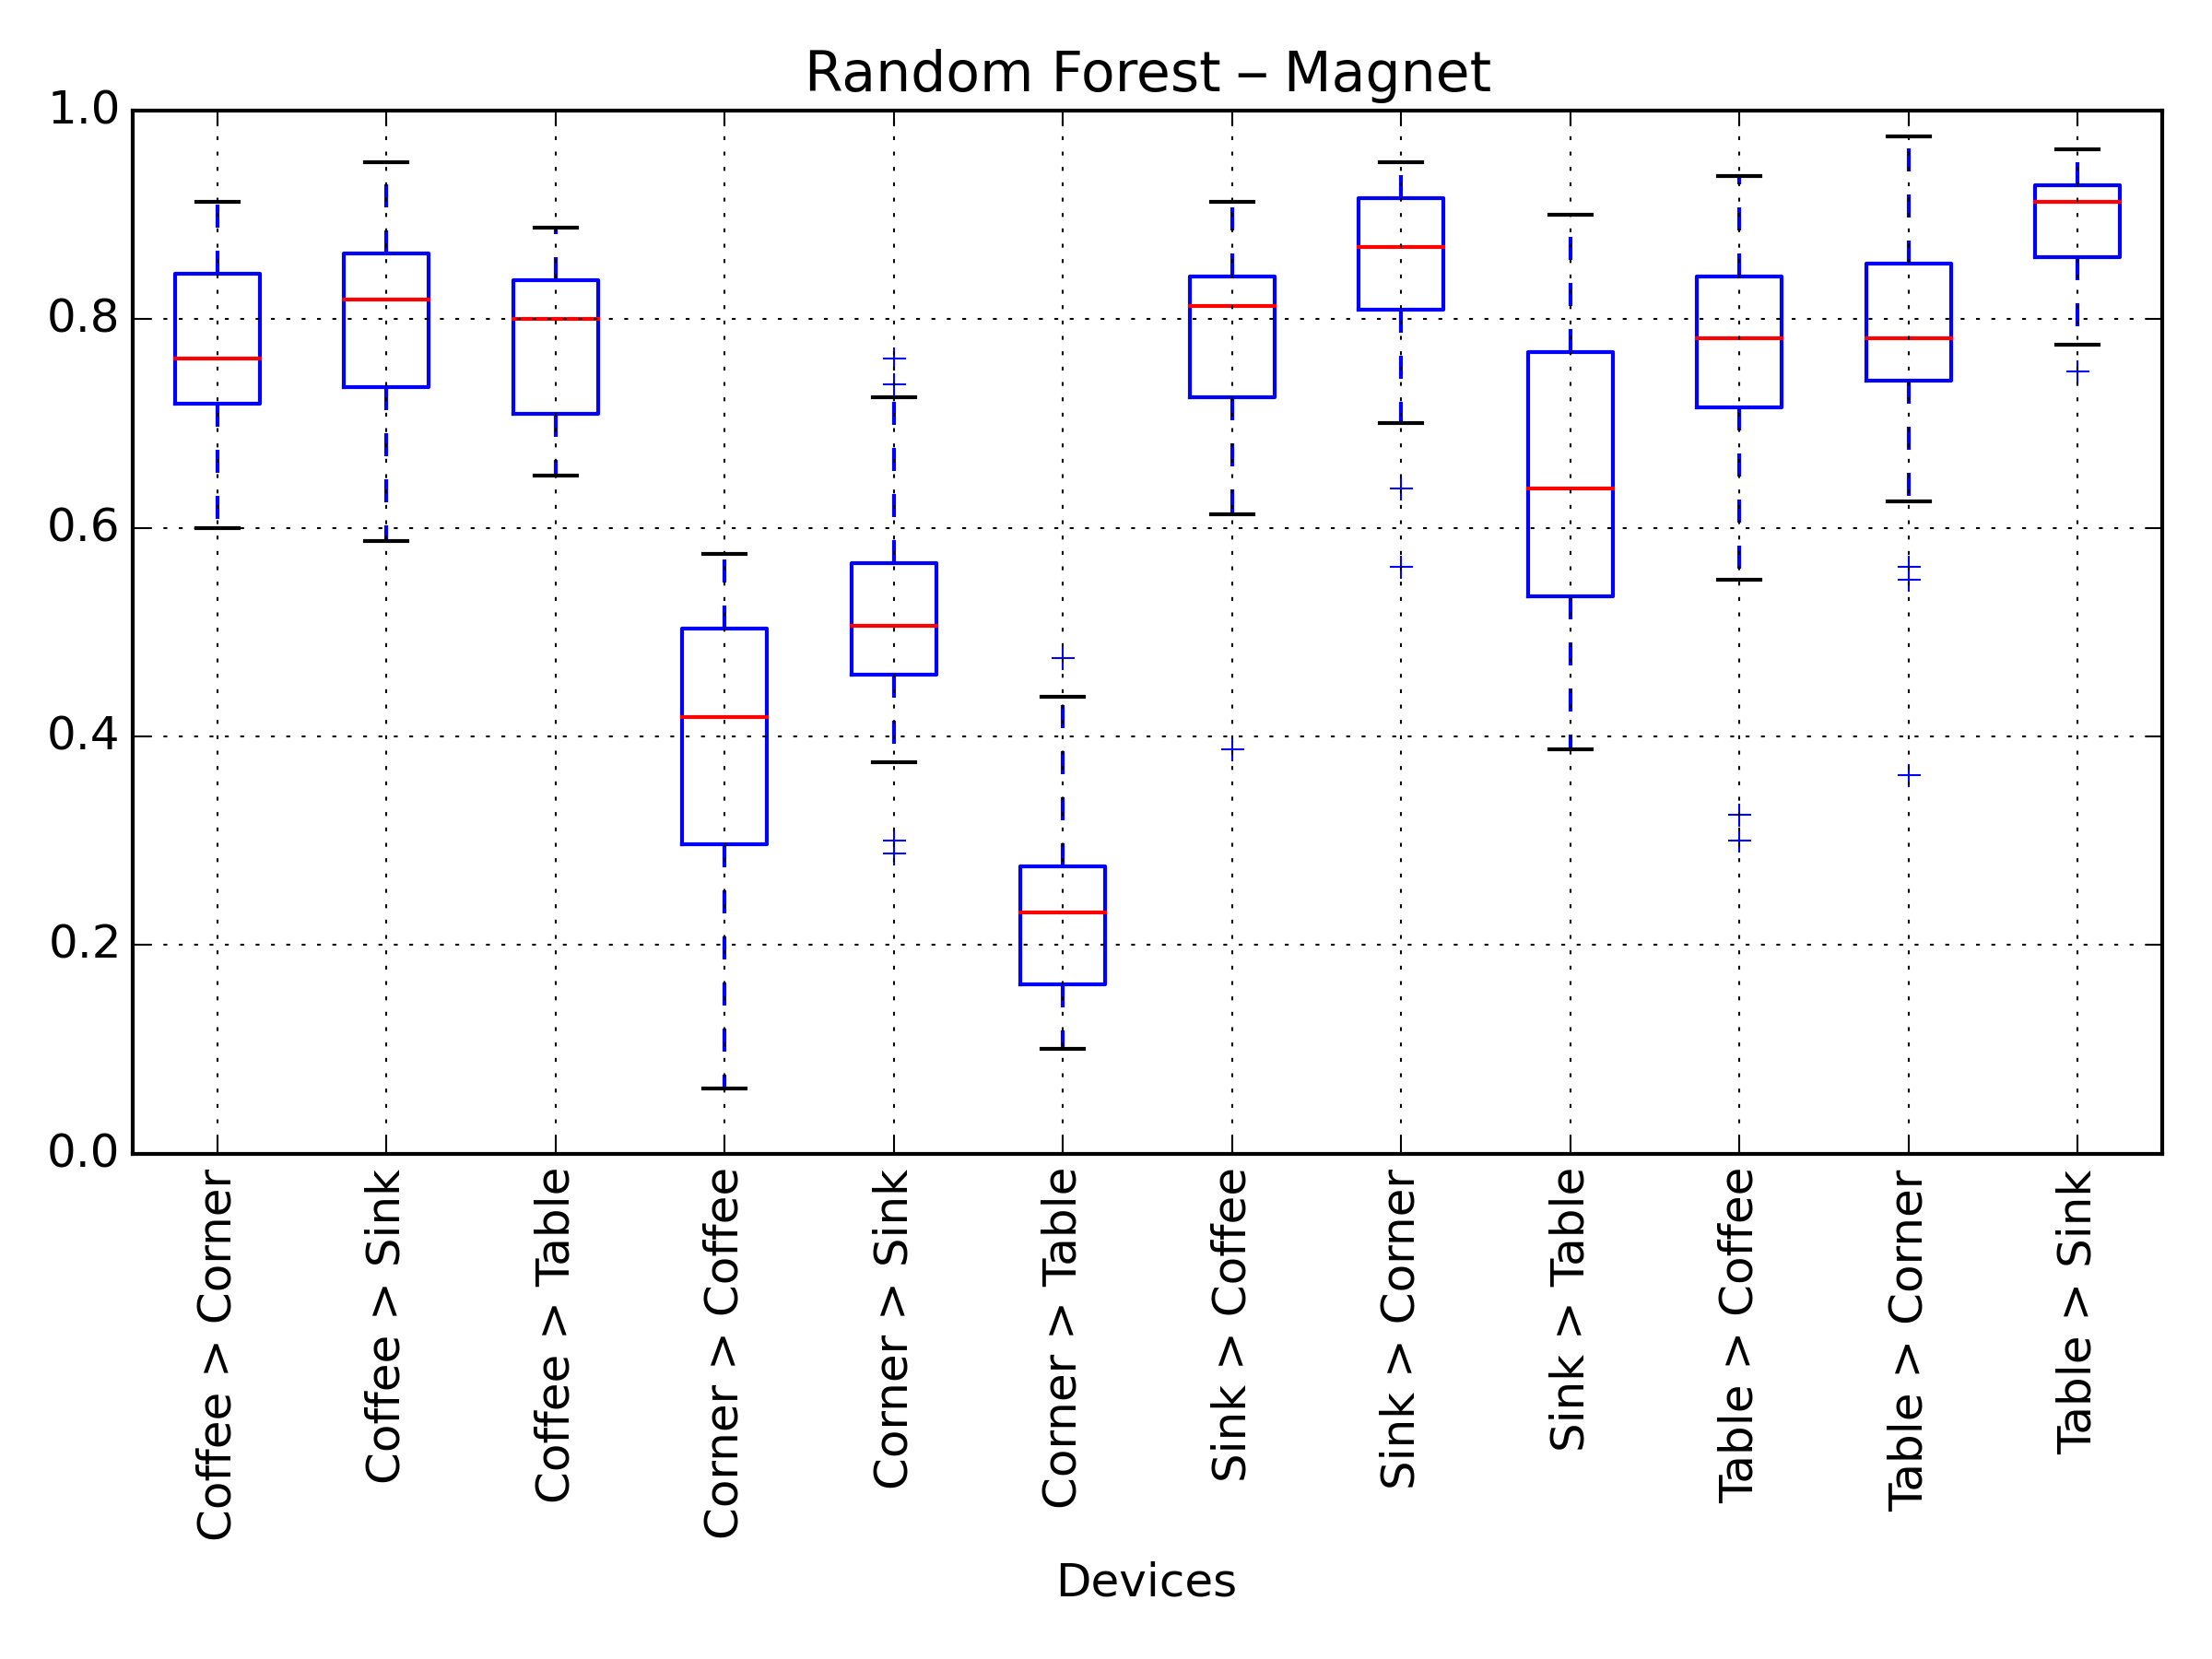 Random Forest – Magnet
1.0
0.8
0.6
0.4
0.2
0.0
Coffee > Corner
Coffee > Sink
Coffee > Table
Corner > Coffee
Corner > Sink
Corner > Table
Sink > Coffee
Sink > Corner
Sink > Table
Table > Coffee
Table > Corner
Table > Sink
Devices